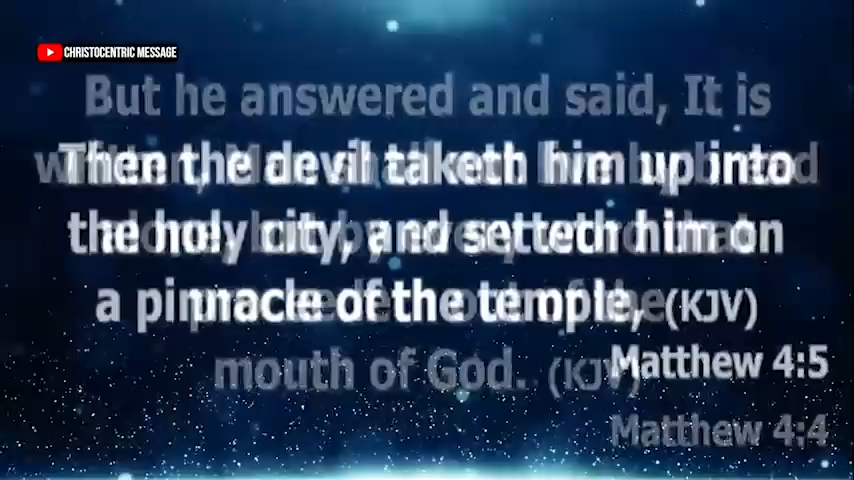 CHRISTOCENTRIC MESSAGE
But he answered and said, It is
Then the devil taketh him up into
the holy city, and setteth him on
a pinnacle of the temple, (KJV)
mouth of God. (KJV)
Matthew 4:5
Matthew 4:4